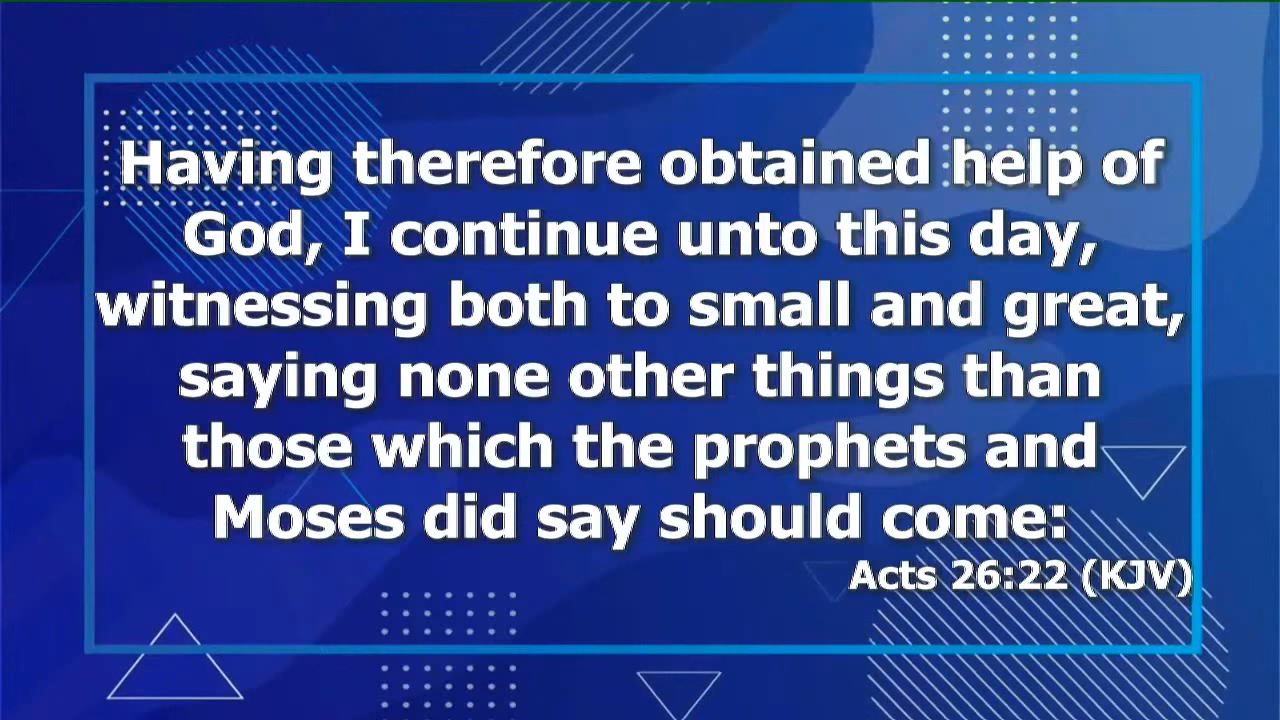 Having therefore obtained help of
God, I continue unto this day,
witnessing both to small and great,
saying none other things than
those which the prophets and
Moses did say should come:
Acts 26:22 (KJV)